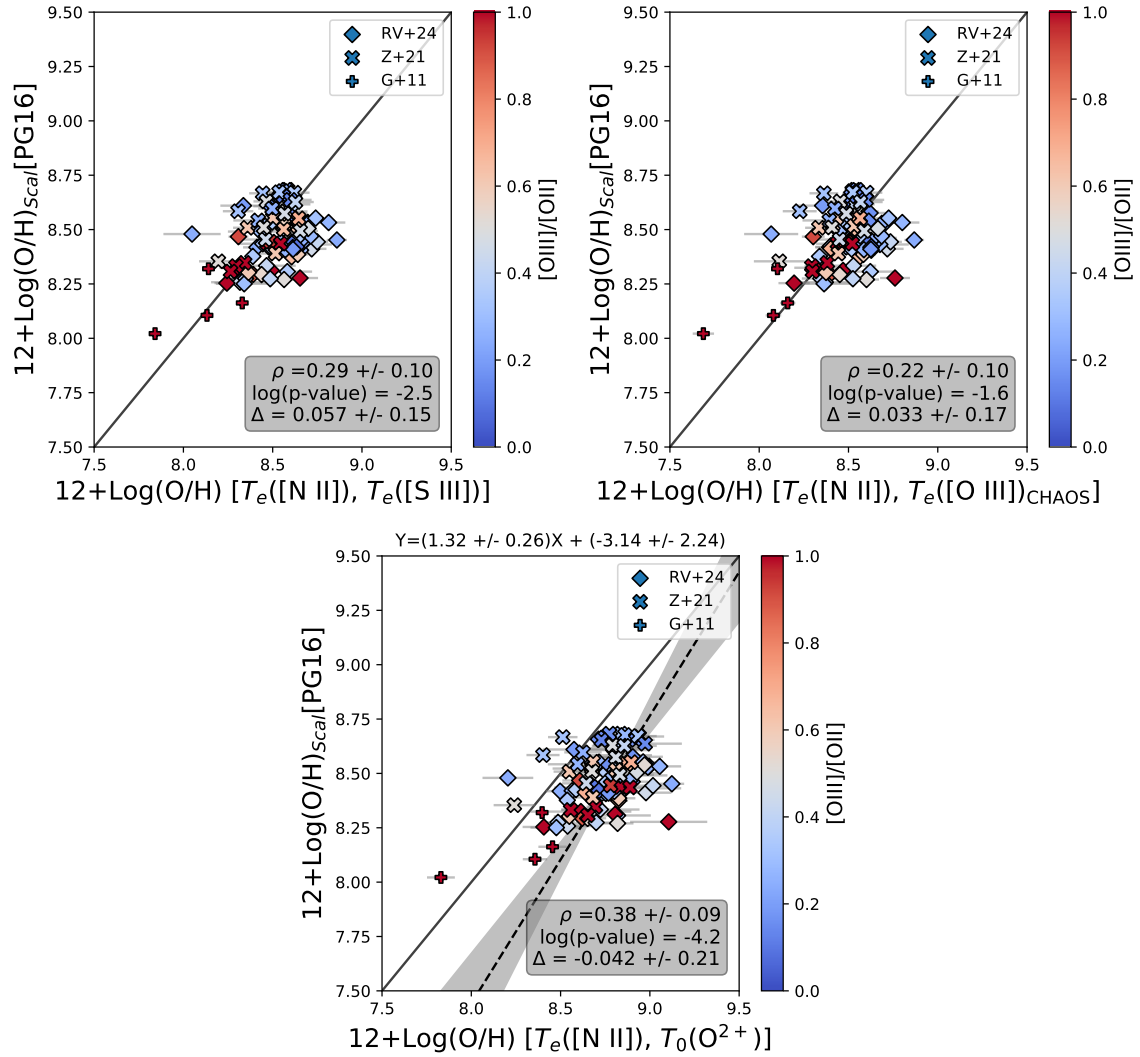 9.50
9.25
9.00
8.75
8.50
8.25
8.00
7.75
7.50
7.5 8.0 8.5 9.0 9.5
12+Log(O/H)Scal[PG16]
12+Log(O/H) [Te([N II]), Te([S III])]
RV+24
Z+21
G+11
ρ =0.29 +/- 0.10
log(p-value) = -2.5
Δ = 0.057 +/- 0.15
1.0
0.8
0.6
0.4
0.2
0.0
[OIII]/[OII]
9.50
9.25
9.00
8.75
8.50
8.25
8.00
7.75
7.50
7.5 8.0 8.5 9.0 9.5
12+Log(O/H)Scal[PG16]
12+Log(O/H) [Te([N II]), Te([O III])CHAOS]
RV+24
Z+21
G+11
ρ =0.22 +/- 0.10
log(p-value) = -1.6
Δ = 0.033 +/- 0.17
1.0
0.8
0.6
0.4
0.2
0.0
[OIII]/[OII]
Y=(1.32 +/- 0.26)X + (-3.14 +/- 2.24)
9.50
9.25
9.00
8.75
8.50
8.25
8.00
7.75
7.50
7.5 8.0 8.5 9.0 9.5
12+Log(O/H)Scal[PG16]
12+Log(O/H) [Te([N II]), T0(O2+)]
RV+24
Z+21
G+11
ρ =0.38 +/- 0.09
log(p-value) = -4.2
Δ = -0.042 +/- 0.21
1.0
0.8
0.6
0.4
0.2
0.0
[OIII]/[OII]